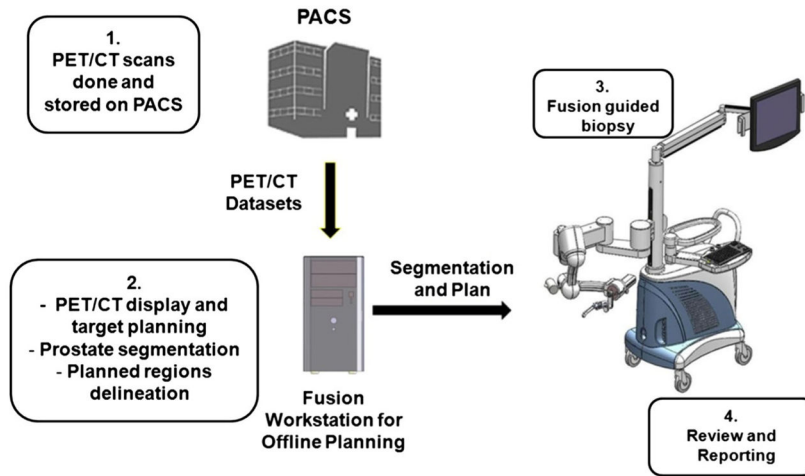 1.
PET/CT scans
done and
stored on PACS
PACS
PET/CT
Datasets
2.
- PET/CT display and
target planning
- Prostate segmentation
- Planned regions
delineation
Fusion
Workstation for
Offline Planning
Segmentation
and Plan
3.
Fusion guided
biopsy
4.
Review and
Reporting